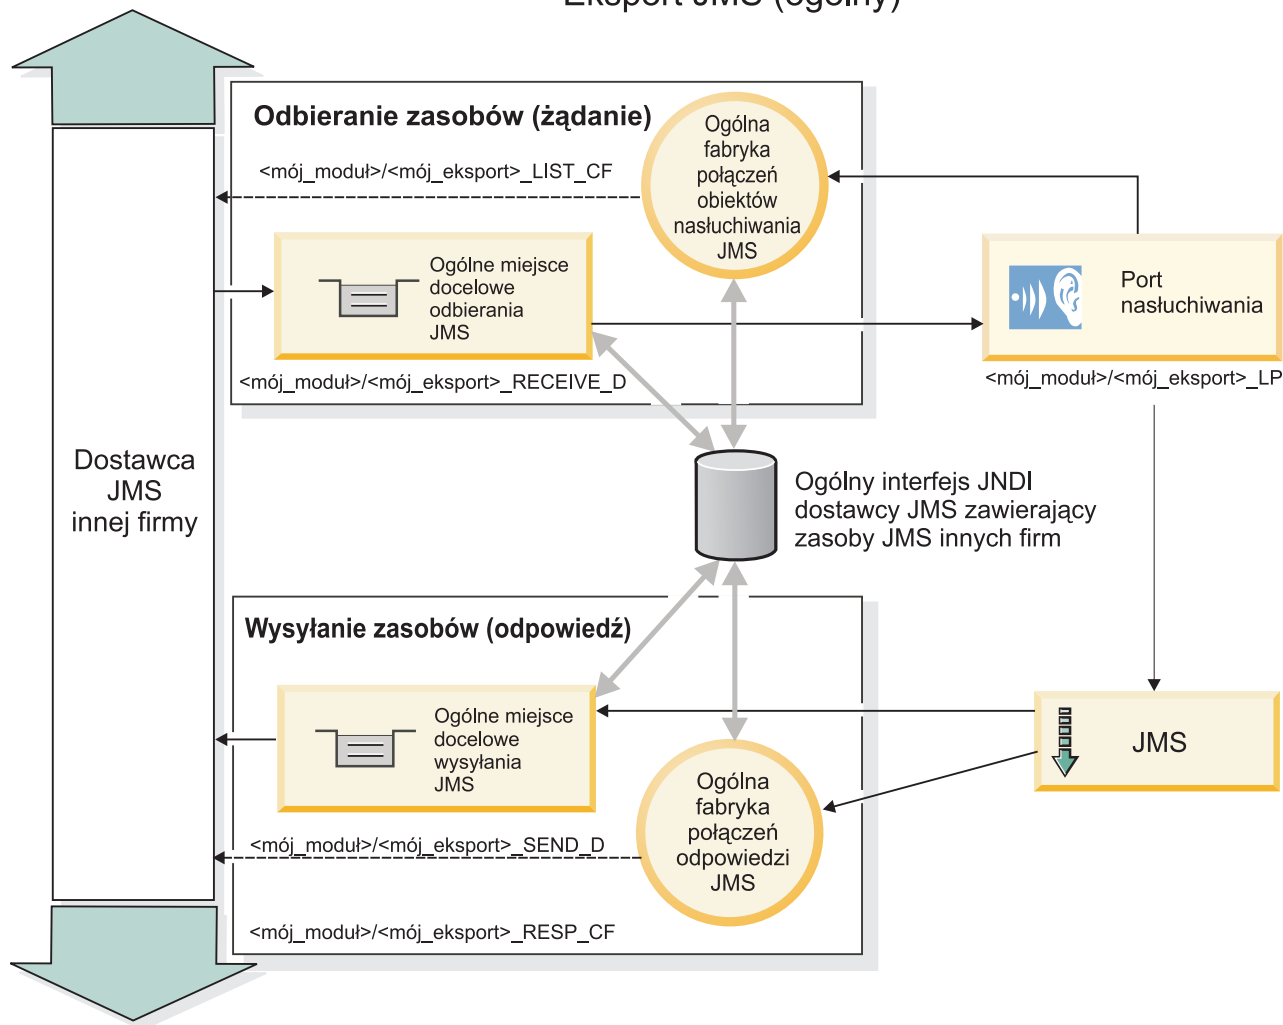 Eksport JMS (ogólny)
Odbieranie zasobów (żądanie)
<mój_moduł>/<mój_eksport>_LIST_CF
Ogólna
fabryka
połączeń
obiektów
nasłuchiwania
JMS
Ogólne miejsce
docelowe
odbierania
JMS
<mój_moduł>/<mój_eksport>_RECEIVE_D
Port
nasłuchiwania
<mój_moduł>/<mój_eksport>_LP
Dostawca
JMS
innej firmy
Ogólny interfejs JNDI
dostawcy JMS zawierający
zasoby JMS innych firm
Wysyłanie zasobów (odpowiedź)
Ogólne miejsce
docelowe
wysyłania
JMS
JMS
Ogólna
fabryka
połączeń
odpowiedzi
JMS
<mój_moduł>/<mój_eksport>_SEND_D
<mój_moduł>/<mój_eksport>_RESP_CF